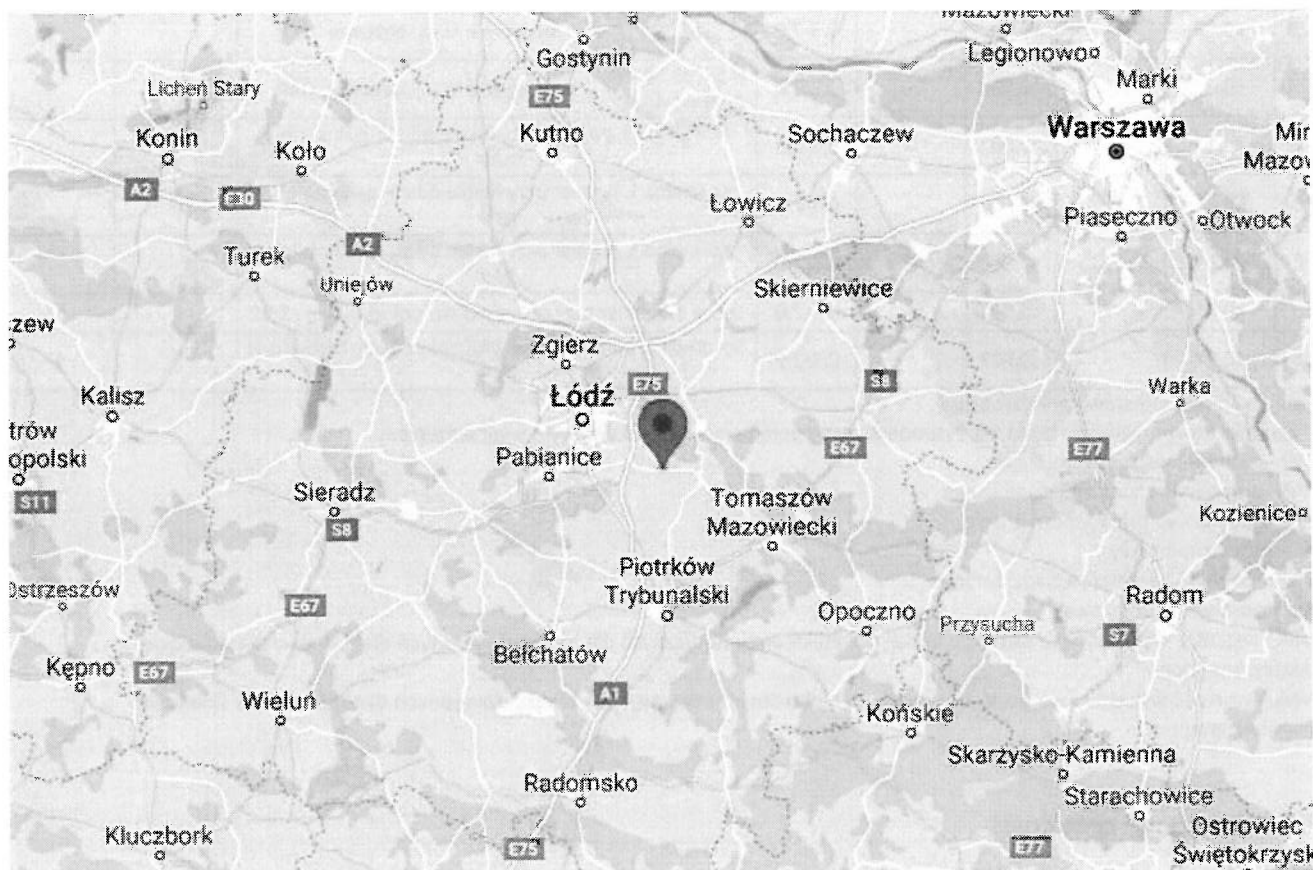 Mazowiecki
Legionowo
Gostynin
Marki
Licheń Stary
E75
Konin
Koło
Kutno
Sochaczew
Warszawa
A2
E30
Łowicz
Piaseczno
Otwock
A2
Turek
Uniejów
Skierniewice
Zgierz
E75
S8
Kalisz
Łódź
Warka
Pabianice
E67
E77
S11
Sieradz
S8
Tomaszów
Mazowiecki
Kozienice
Piotrków
Trybunalski
Ostrzeszów
E67
Opoczno
Przysucha
Radom
S7
Bełchatów
Kępno
E67
Wieluń
A1
Końskie
Skarżysko-Kamienna
Radomsko
Starachowice
Kluczbork
E75
E77
Ostrowiec
Świętokrzysk